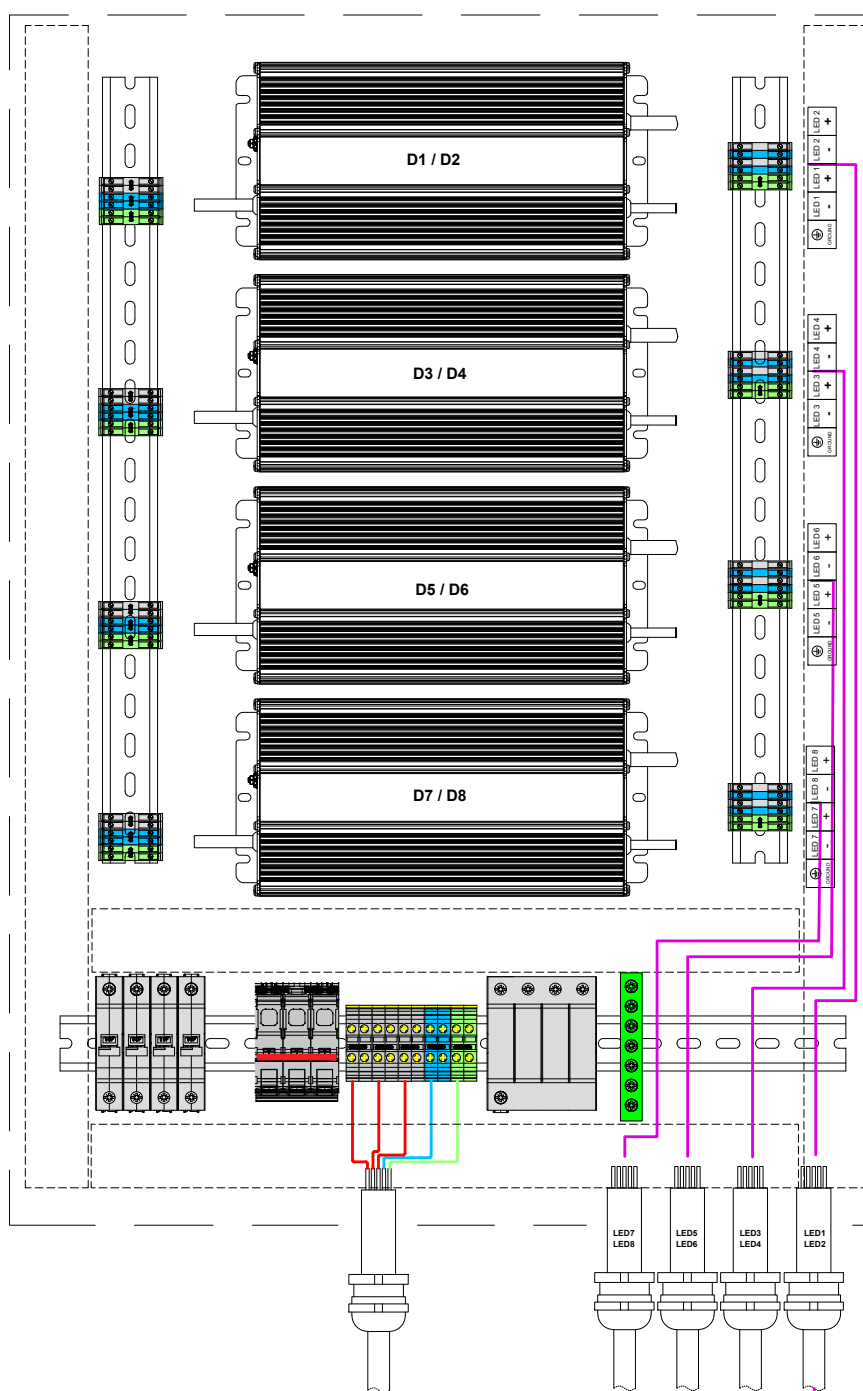 D1 / D2
D3 / D4
D5 / D6
D7 / D8
LED 2 +
LED 2 -
LED 1 +
LED 1 -
GROUND
LED 4 +
LED 4 -
LED 3 +
LED 3 -
GROUND
LED 6 +
LED 6 -
LED 5 +
LED 5 -
GROUND
LED 8 +
LED 8 -
LED 7 +
LED 7 -
GROUND
LED7
LED8
LED5
LED6
LED3
LED4
LED1
LED2